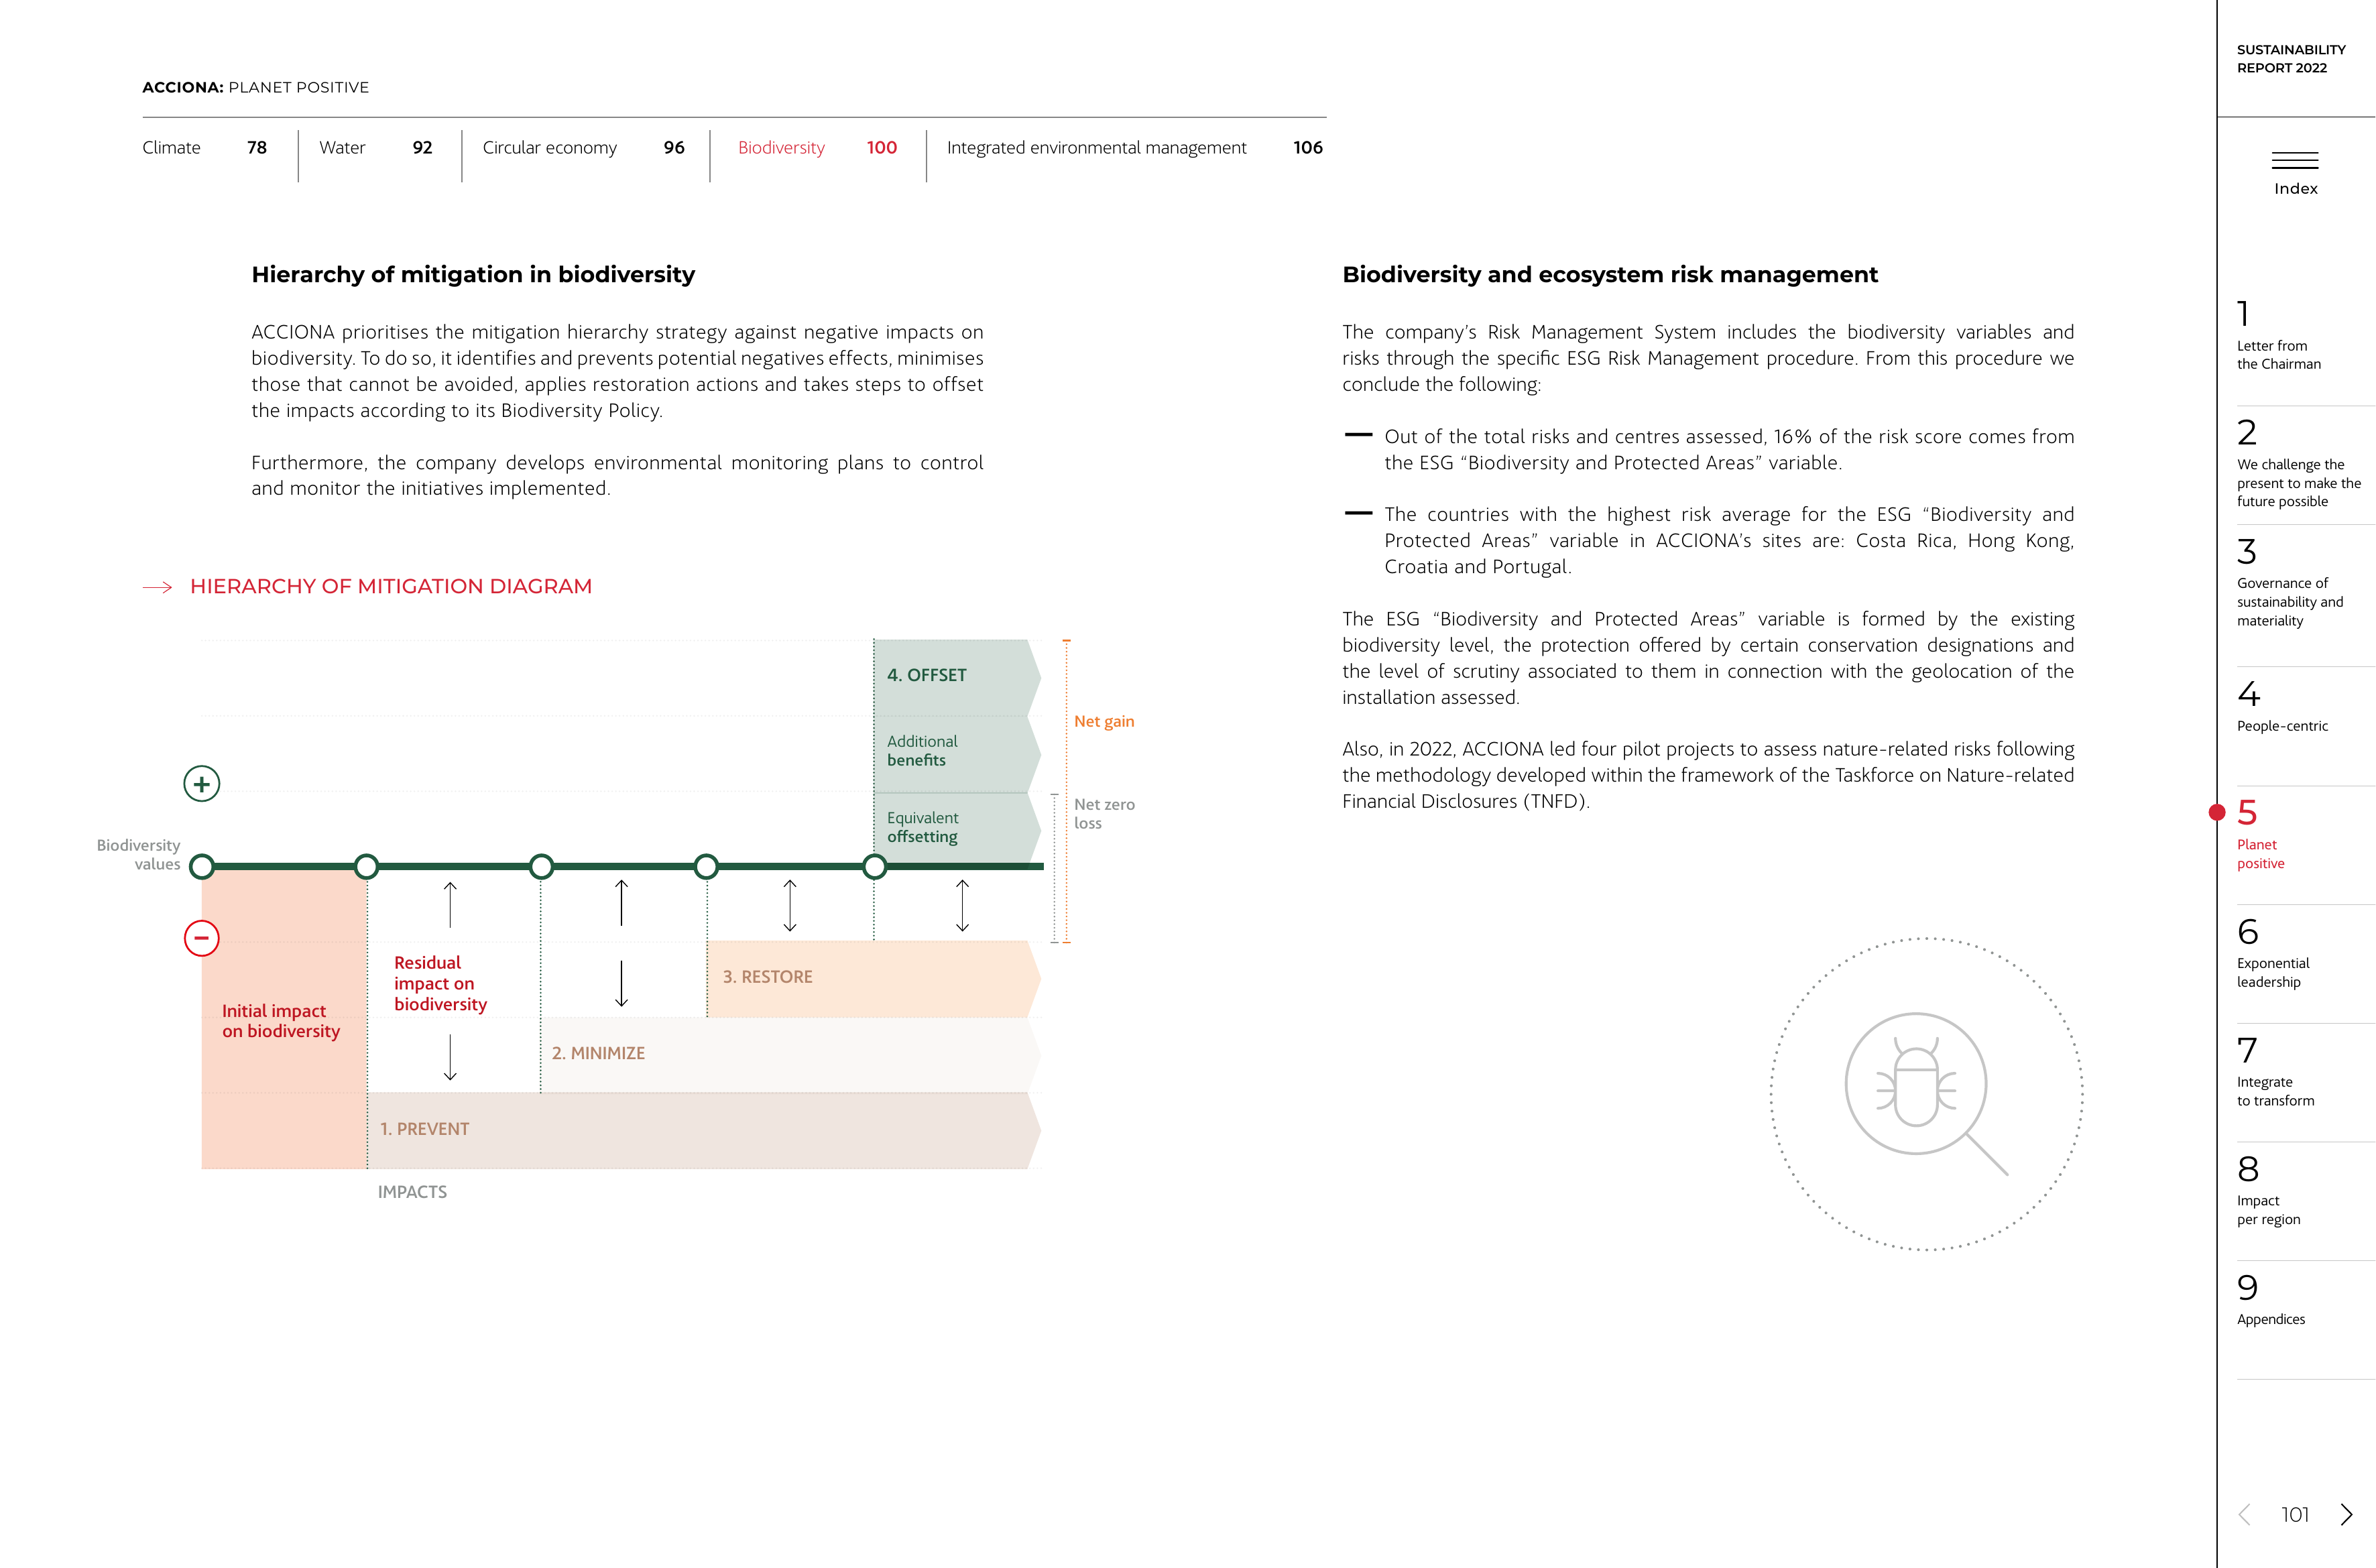 ACCIONA: PLANET POSITIVE
Climate 78
Water 92
Circular economy 96
Biodiversity 100
Integrated environmental management 106
Hierarchy of mitigation in biodiversity
ACCIONA prioritises the mitigation hierarchy strategy against negative impacts on
biodiversity. To do so, it identifies and prevents potential negatives effects, minimises
those that cannot be avoided, applies restoration actions and takes steps to offset
the impacts according to its Biodiversity Policy.
Furthermore, the company develops environmental monitoring plans to control
and monitor the initiatives implemented.
HIERARCHY OF MITIGATION DIAGRAM
4. OFFSET
Additional
benefits
Equivalent
offsetting
Net gain
Net zero
loss
+
Biodiversity
values
−
Initial impact
on biodiversity
Residual
impact on
biodiversity
3. RESTORE
2. MINIMIZE
1. PREVENT
IMPACTS
Biodiversity and ecosystem risk management
The company’s Risk Management System includes the biodiversity variables and
risks through the specific ESG Risk Management procedure. From this procedure we
conclude the following:
— Out of the total risks and centres assessed, 16% of the risk score comes from
the ESG “Biodiversity and Protected Areas” variable.
— The countries with the highest risk average for the ESG “Biodiversity and
Protected Areas” variable in ACCIONA’s sites are: Costa Rica, Hong Kong,
Croatia and Portugal.
The ESG “Biodiversity and Protected Areas” variable is formed by the existing
biodiversity level, the protection offered by certain conservation designations and
the level of scrutiny associated to them in connection with the geolocation of the
installation assessed.
Also, in 2022, ACCIONA led four pilot projects to assess nature-related risks following
the methodology developed within the framework of the Taskforce on Nature-related
Financial Disclosures (TNFD).
SUSTAINABILITY
REPORT 2022
Index
1
Letter from
the Chairman
2
We challenge the
present to make the
future possible
3
Governance of
sustainability and
materiality
4
People-centric
5
Planet
positive
6
Exponential
leadership
7
Integrate
to transform
8
Impact
per region
9
Appendices
101